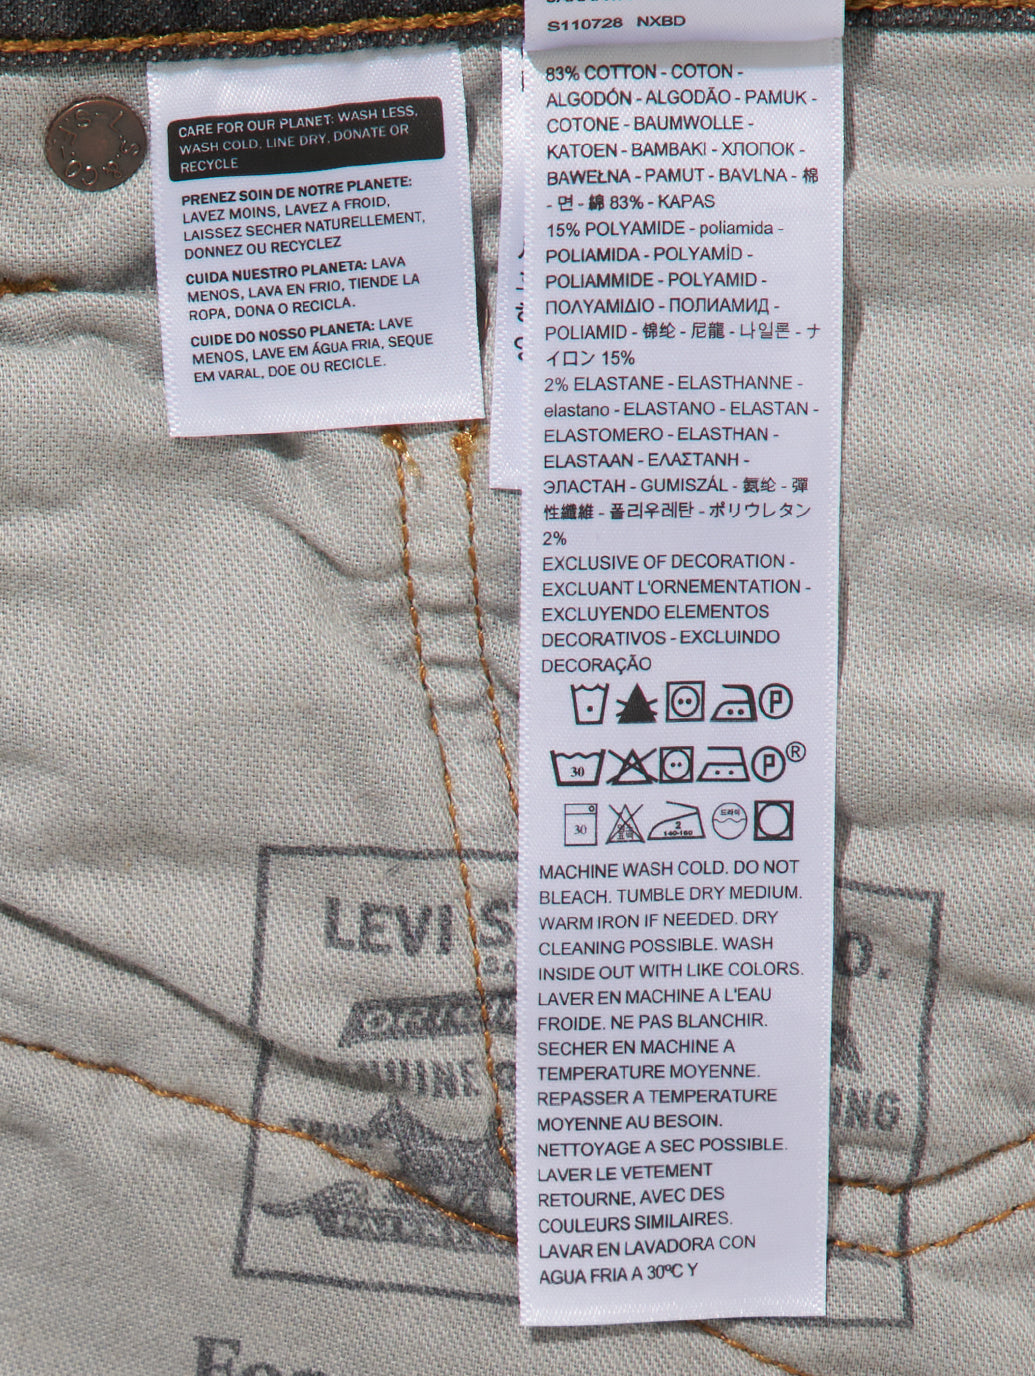 S110728 NXBD
CARE FOR OUR PLANET: WASH LESS,
WASH COLD, LINE DRY, DONATE OR
RECYCLE
PRENEZ SOIN DE NOTRE PLANETE:
LAVEZ MOINS, LAVEZ A FROID,
LAISSEZ SECHER NATURELLEMENT,
DONNEZ OU RECYCLEZ
CUIDA NUESTRO PLANETA: LAVA
MENOS, LAVA EN FRIO, TIENDE LA
ROPA, DONA O RECICLA.
CUIDE DO NOSSO PLANETA: LAVE
MENOS, LAVE EM ÁGUA FRIA, SEQUE
EM VARAL, DOE OU RECICLE.
83% COTTON - COTON -
ALGODÓN - ALGODÃO - PAMUK -
COTONE - BAUMWOLLE -
KATOEN - BAMBAKI - ХЛОПОК -
BAWEŁNA - PAMUT - BAVLNA - 棉
- 면 - 綿 83% - KAPAS
15% POLYAMIDE - poliamida -
POLIAMIDA - POLYAMİD -
POLIAMMIDE - POLYAMID -
ΠΟΛΥΑΜΙΔΙΟ - ПОЛИАМИД -
POLIAMID - 锦纶 - 尼龍 - 나일론 - ナ
イロン 15%
2% ELASTANE - ELASTHANNE -
elastano - ELASTANO - ELASTAN -
ELASTOMERO - ELASTHAN -
ELASTAAN - ΕΛΑΣΤΑΝΗ -
ЭЛАСТАН - GUMISZÁL - 氨纶 - 彈
性纖維 - 폴리우레탄 - ポリウレタン
2%
EXCLUSIVE OF DECORATION -
EXCLUANT L'ORNEMENTATION -
EXCLUYENDO ELEMENTOS
DECORATIVOS - EXCLUINDO
DECORAÇÃO
P
30 P ®
30 2 140-160 드라이
MACHINE WASH COLD. DO NOT
BLEACH. TUMBLE DRY MEDIUM.
WARM IRON IF NEEDED. DRY
CLEANING POSSIBLE. WASH
INSIDE OUT WITH LIKE COLORS.
LAVER EN MACHINE A L'EAU
FROIDE. NE PAS BLANCHIR.
SECHER EN MACHINE A
TEMPERATURE MOYENNE.
REPASSER A TEMPERATURE
MOYENNE AU BESOIN.
NETTOYAGE A SEC POSSIBLE.
LAVER LE VETEMENT
RETOURNE, AVEC DES
COULEURS SIMILAIRES.
LAVAR EN LAVADORA CON
AGUA FRIA A 30ºC Y
LEVI S O.